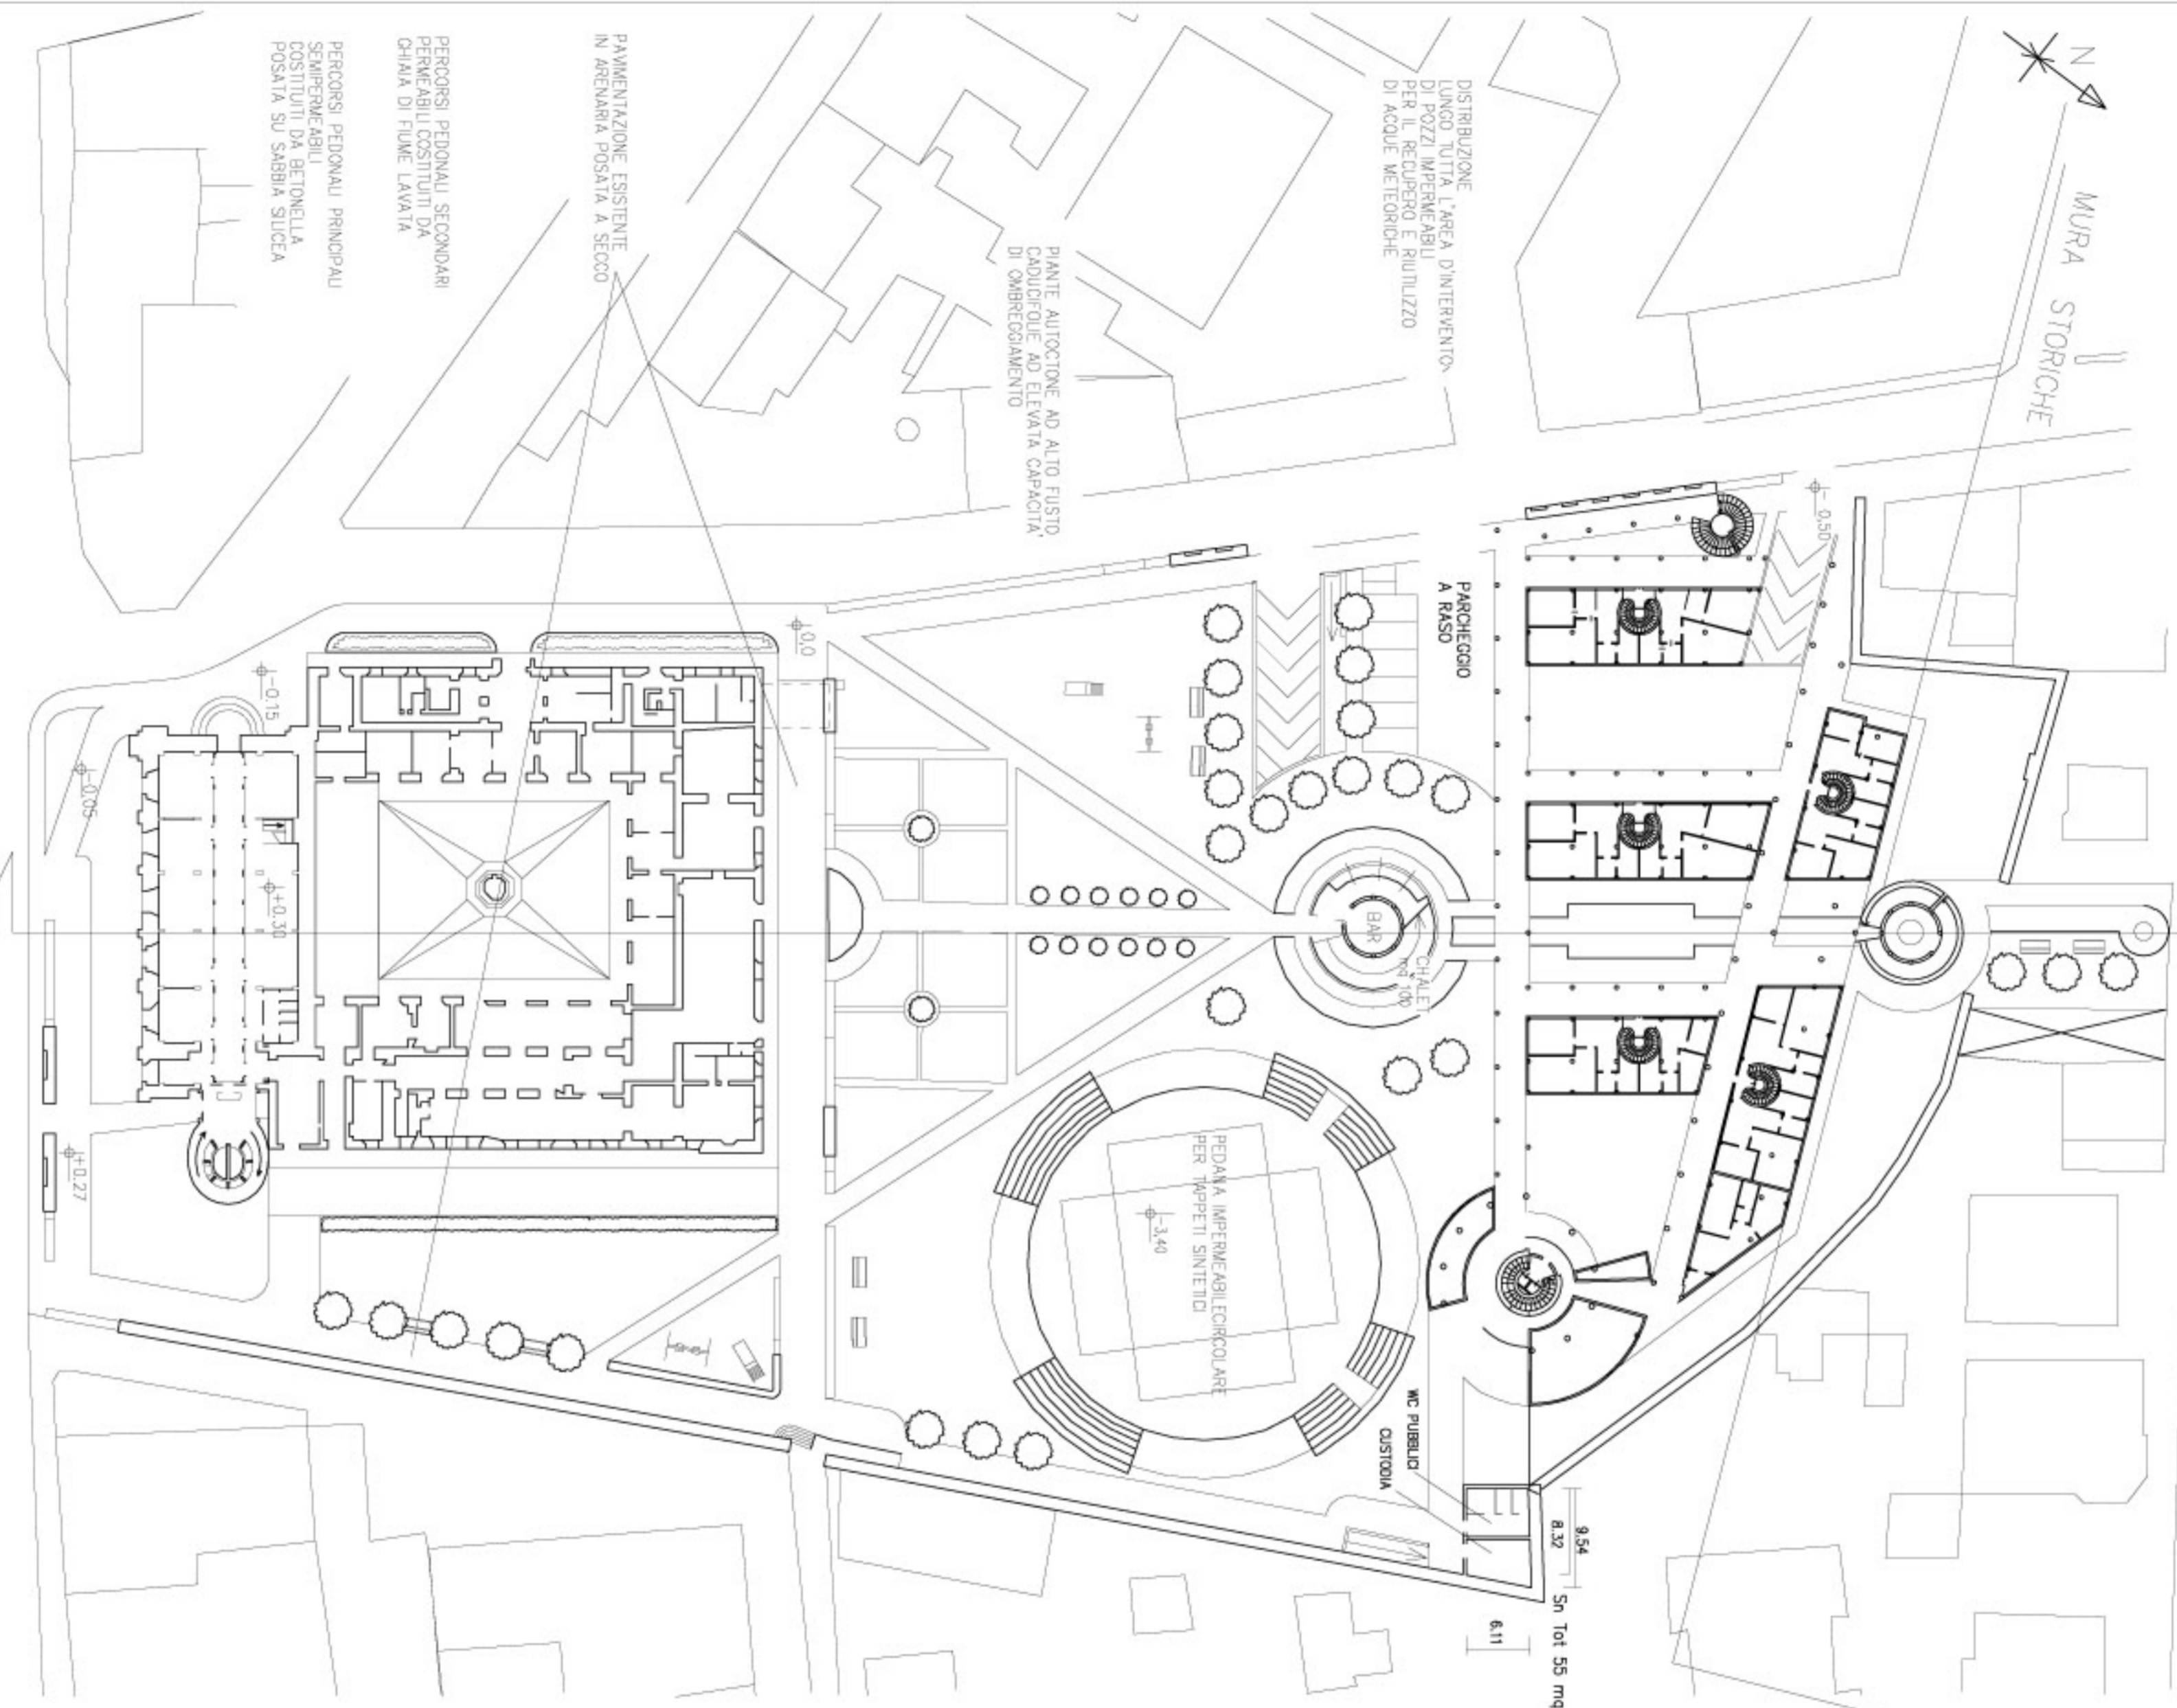 N
MURA STORICHE
DISTRIBUZIONE
LUNGO TUTTA L'AREA D'INTERVENTO
DI POZZI IMPERMEABILI
PER IL RECUPERO E RIUTILIZZO
DI ACQUE METEORICHE
PIANTE AUTOCTONE AD ALTO FUSTO
CADUCIFOLIE AD ELEVATA CAPACITA'
DI OMBREGGIAMENTO
PAVIMENTAZIONE ESISTENTE
IN ARENARIA POSATA A SECCO
PERCORSI PEDONALI SECONDARI
PERMEABILI COSTITUITI DA
GHIAIA DI FIUME LAVATA
PERCORSI PEDONALI PRINCIPALI
SEMIPERMEABILI
COSTITUITI DA BETONELLA
POSATA SU SABBIA SILICEA
-0,50
PARCHEGGIO
A RASO
0,0
-0.15
-0.05
+0.30
+0.27
BAR
CHALET
mq 100
PEDANA IMPERMEABILECIRCOLARE
PER TAPPETI SINTETICI
-3,40
WC PUBBLICI
CUSTODIA
9.54
8.32
Sn Tot 55 mq
6.11